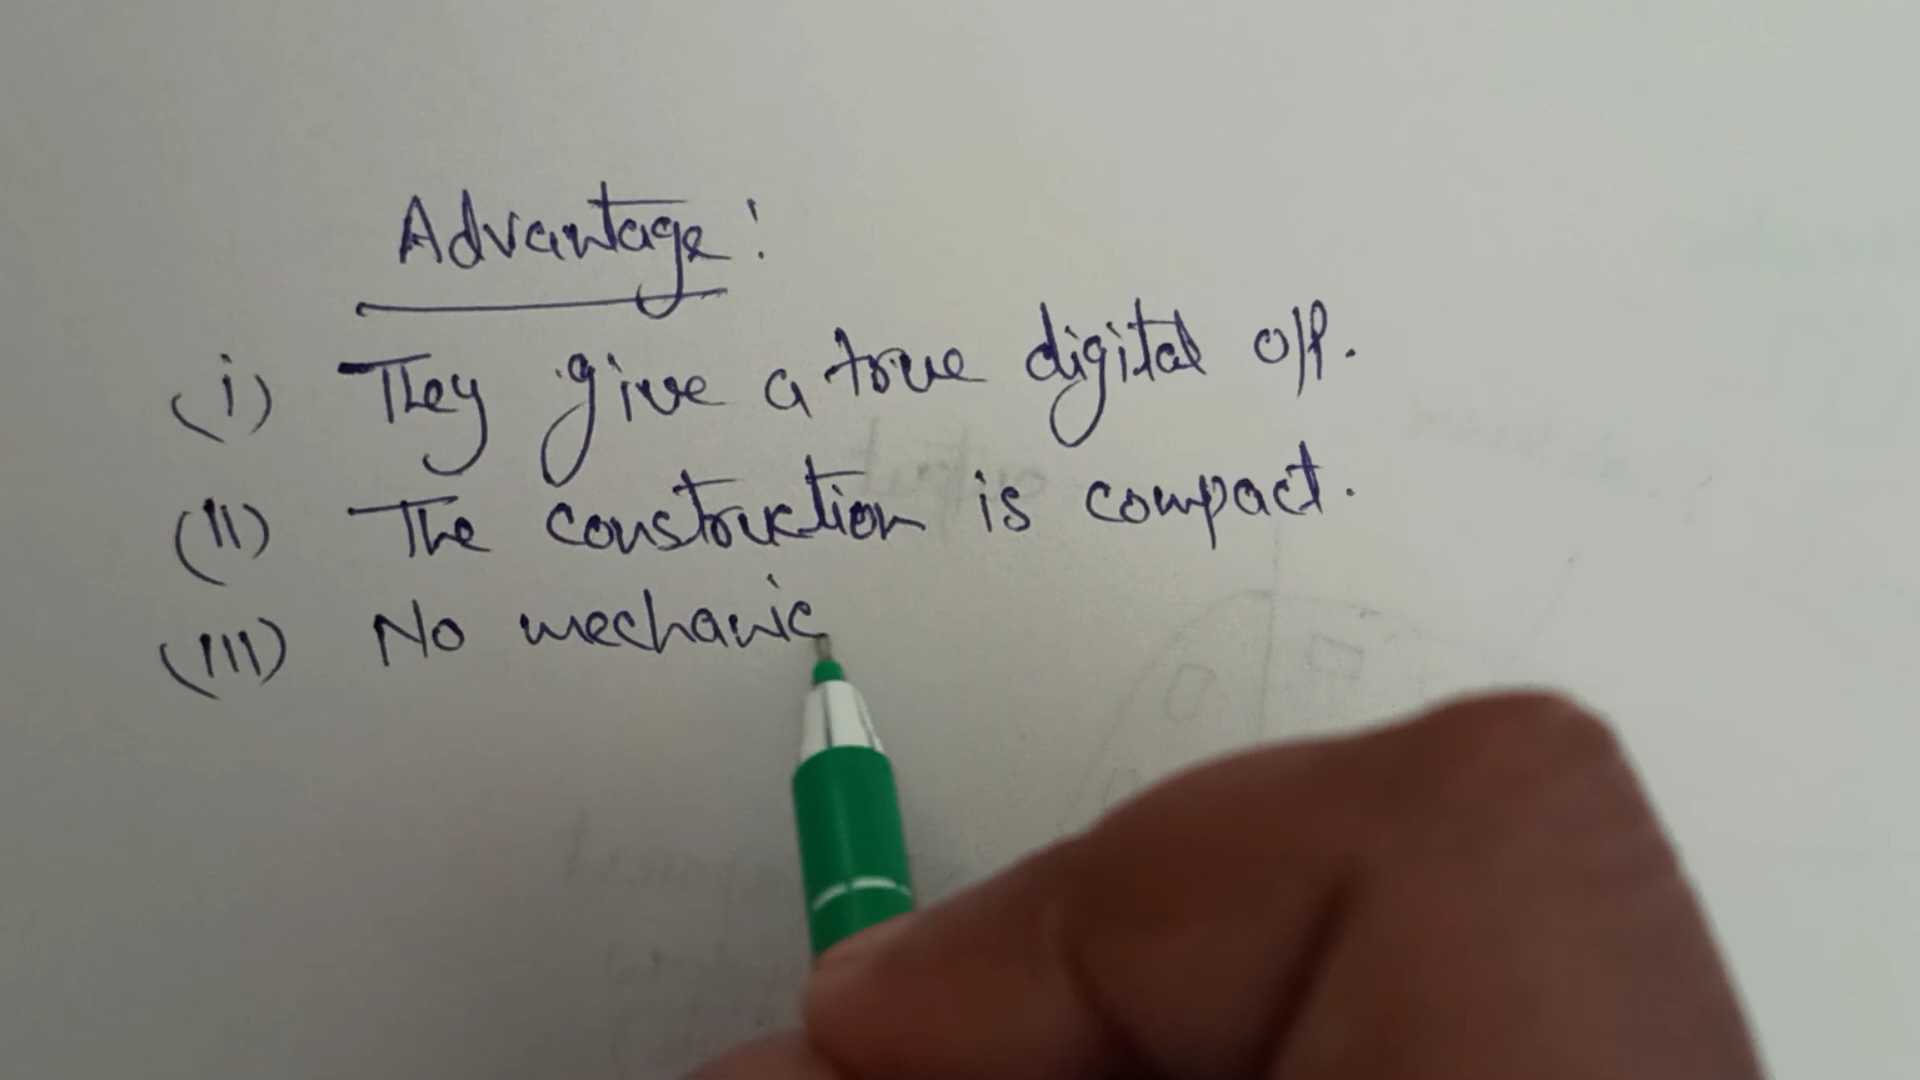 Advantage:
(i) They give a true digital o/p.
(II) The construction is compact.
(III) No mechanic